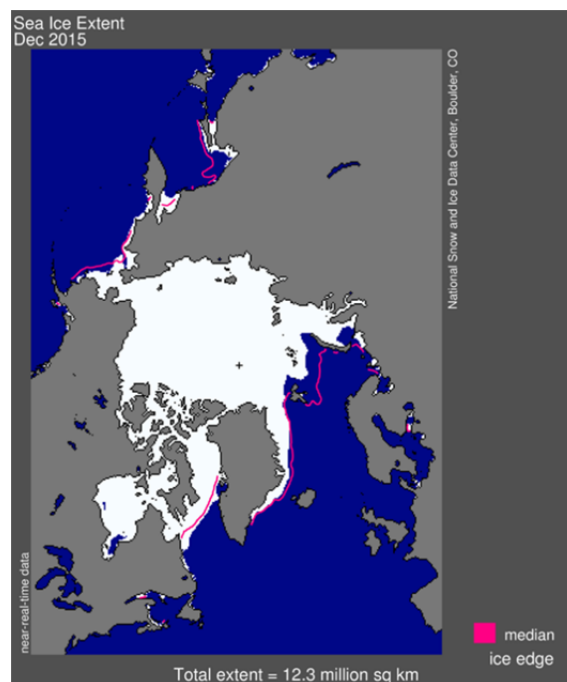 Sea Ice Extent
Dec 2015
National Snow and Ice Data Center, Boulder, CO
near-real-time data
median
ice edge
Total extent = 12.3 million sq km